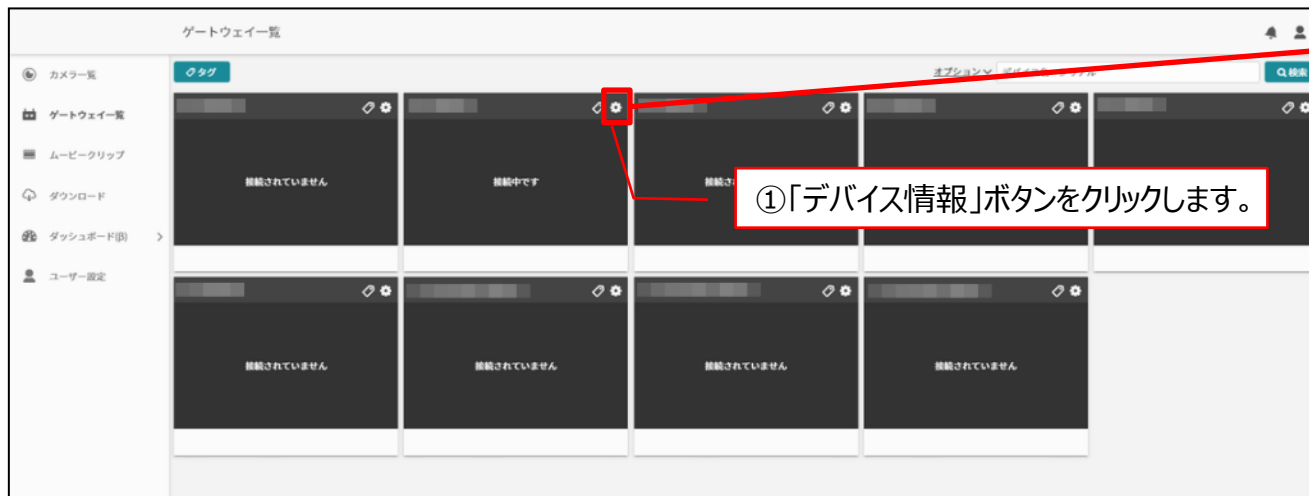 ゲートウェイ一覧
カメラ一覧
ゲートウェイ一覧
ムービークリップ
ダウンロード
ダッシュボード(β)
ユーザー設定
タグ
オプション
検索
接続されていません
接続中です
接続さ
①「デバイス情報」ボタンをクリックします。
接続されていません
接続されていません
接続されていません
接続されていません